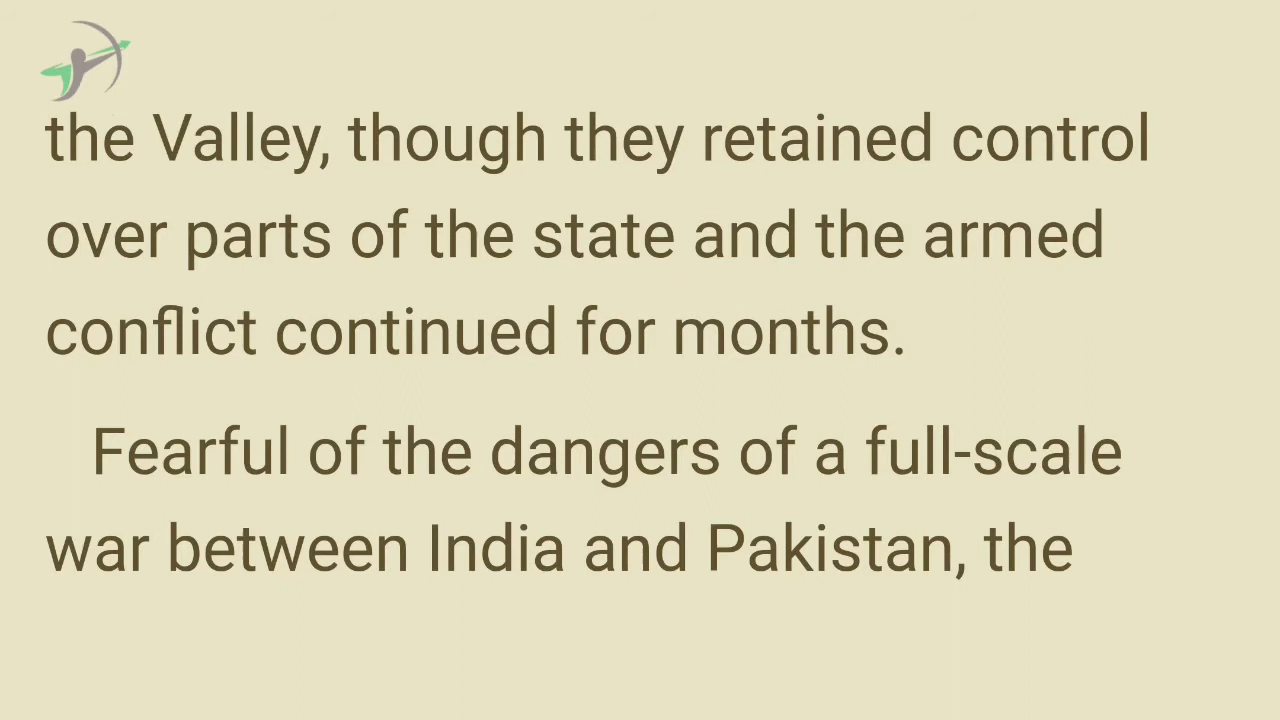 the Valley, though they retained control
over parts of the state and the armed
conflict continued for months.
Fearful of the dangers of a full-scale
war between India and Pakistan, the